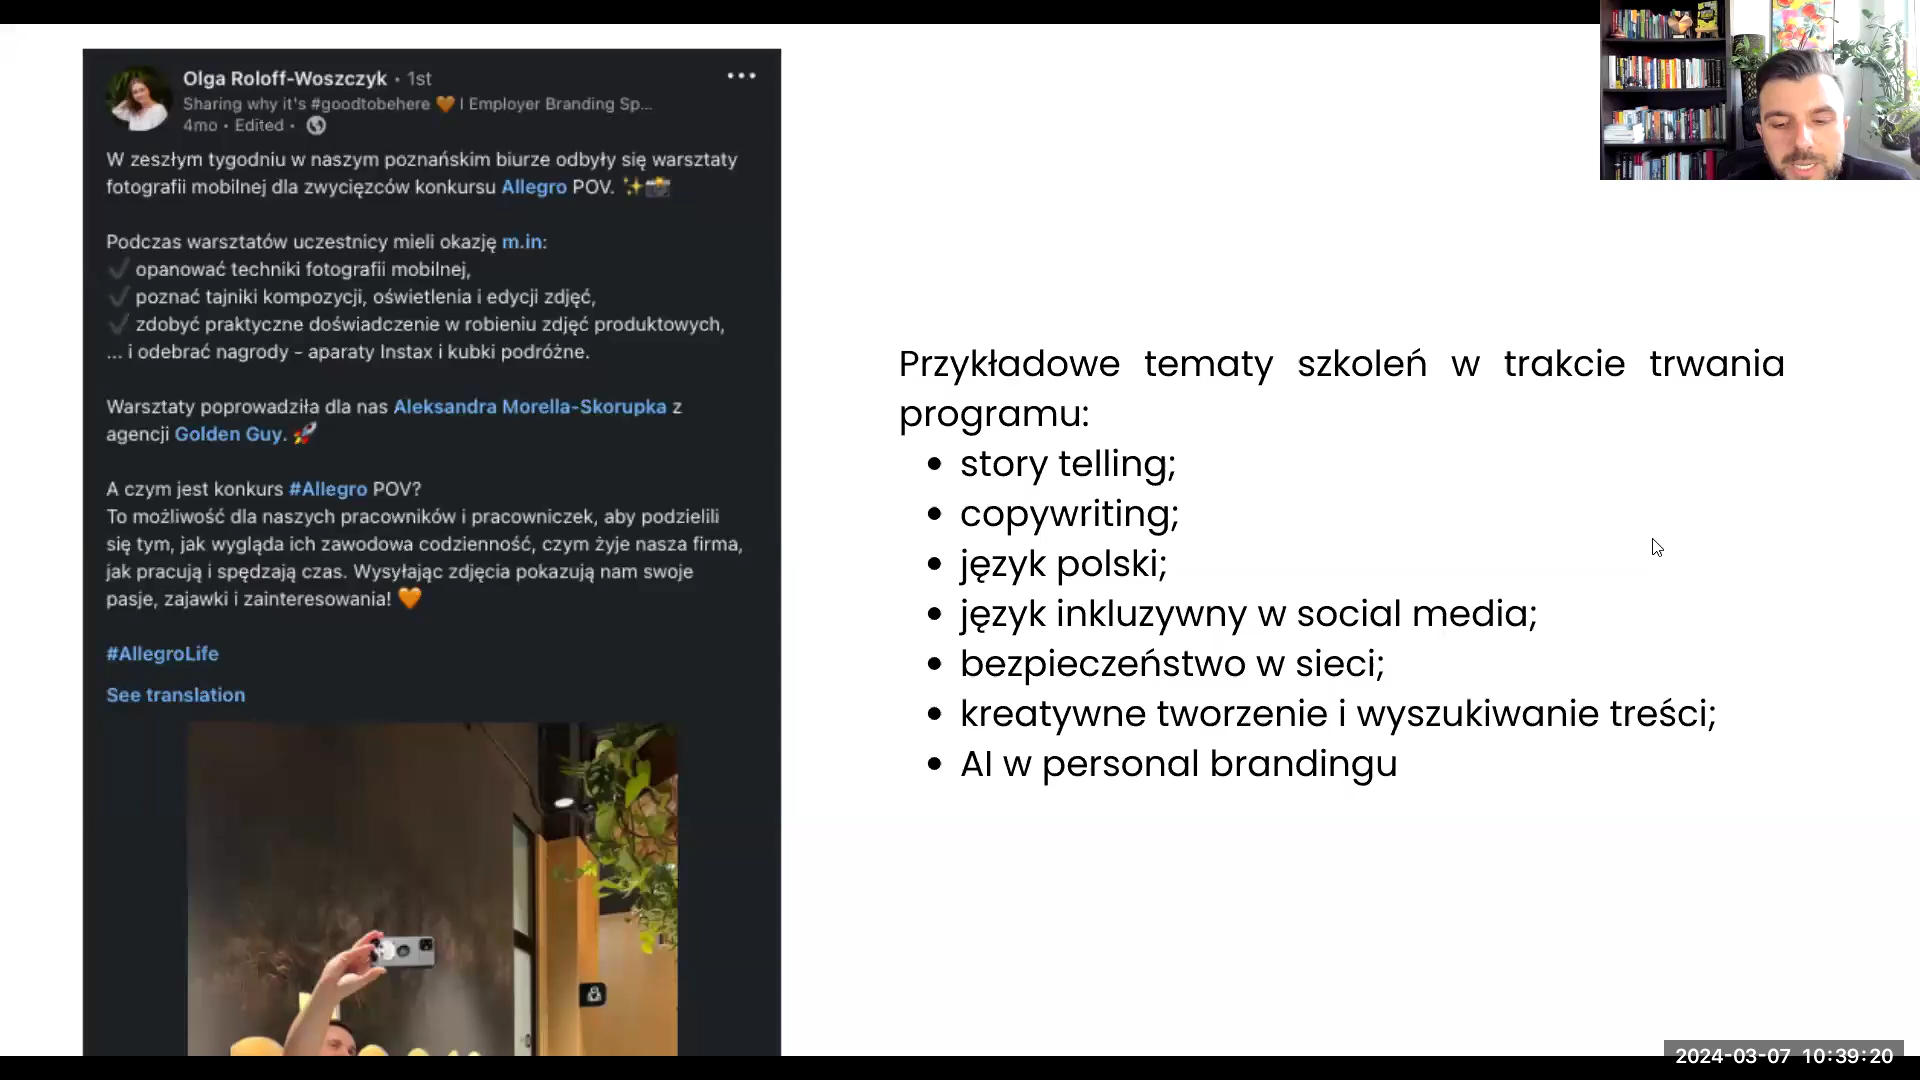 Olga Roloff-Woszczyk · 1st
Sharing why it's #goodtobehere 🧡 I Employer Branding Sp...
4mo · Edited ·
W zeszłym tygodniu w naszym poznańskim biurze odbyły się warsztaty
fotografii mobilnej dla zwycięzców konkursu Allegro POV. ✨📸
Podczas warsztatów uczestnicy mieli okazję m.in:
✔️ opanować techniki fotografii mobilnej,
✔️ poznać tajniki kompozycji, oświetlenia i edycji zdjęć,
✔️ zdobyć praktyczne doświadczenie w robieniu zdjęć produktowych,
... i odebrać nagrody - aparaty Instax i kubki podróżne.
Warsztaty poprowadziła dla nas Aleksandra Morella-Skorupka z
agencji Golden Guy. 🚀
A czym jest konkurs #Allegro POV?
To możliwość dla naszych pracowników i pracowniczek, aby podzielili
się tym, jak wygląda ich zawodowa codzienność, czym żyje nasza firma,
jak pracują i spędzają czas. Wysyłając zdjęcia pokazują nam swoje
pasje, zajawki i zainteresowania! 🧡
#AllegroLife
See translation
Przykładowe tematy szkoleń w trakcie trwania
programu:
• story telling;
• copywriting;
• język polski;
• język inkluzywny w social media;
• bezpieczeństwo w sieci;
• kreatywne tworzenie i wyszukiwanie treści;
• AI w personal brandingu
2024-03-07 10:39:20